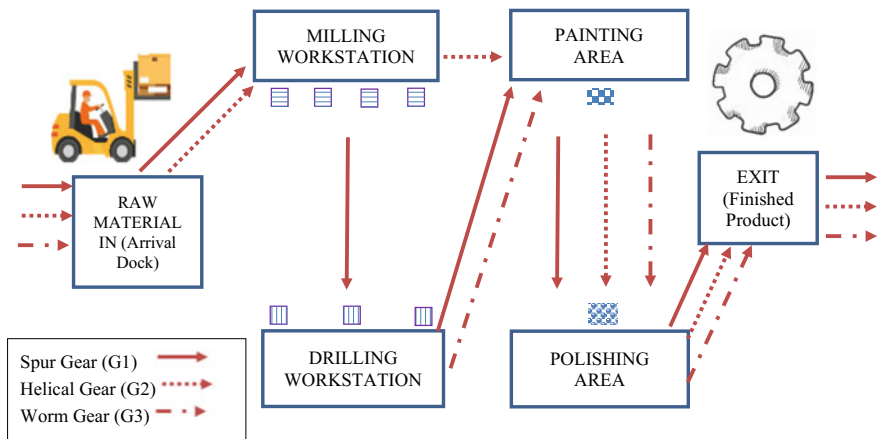 MILLING
WORKSTATION
PAINTING
AREA
RAW
MATERIAL
IN (Arrival
Dock)
EXIT
(Finished
Product)
DRILLING
WORKSTATION
POLISHING
AREA
Spur Gear (G1)
Helical Gear (G2)
Worm Gear (G3)